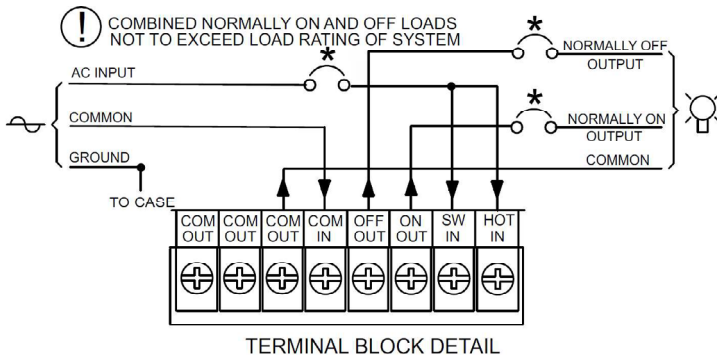 ! COMBINED NORMALLY ON AND OFF LOADS
NOT TO EXCEED LOAD RATING OF SYSTEM
AC INPUT
COMMON
GROUND
TO CASE
* NORMALLY OFF
OUTPUT
*
* NORMALLY ON
OUTPUT
COMMON
COM OUT
COM OUT
COM OUT
COM IN
OFF OUT
ON OUT
SW IN
HOT IN
TERMINAL BLOCK DETAIL